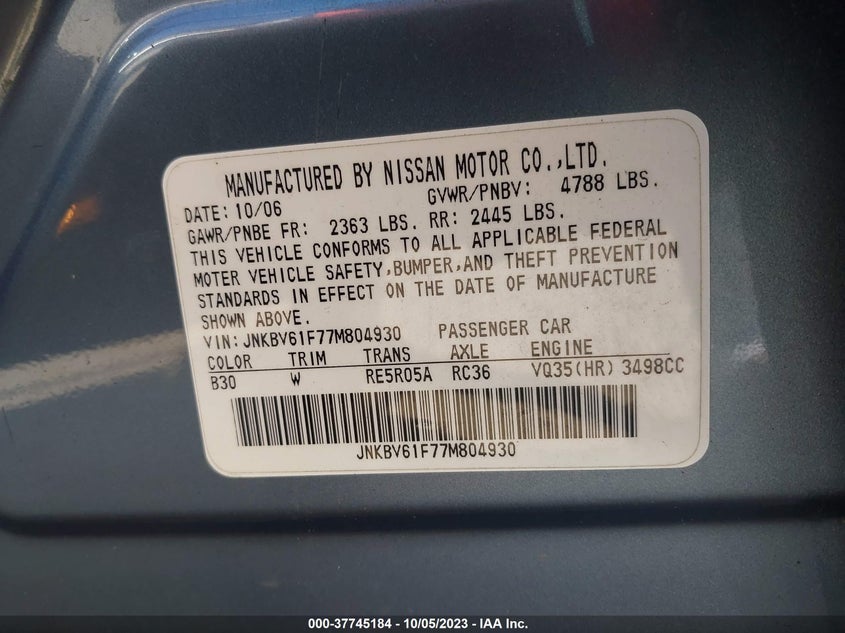 MANUFACTURED BY NISSAN MOTOR CO.,LTD.
DATE: 10/06 GVWR/PNBV: 4788 LBS.
GAWR/PNBE FR: 2363 LBS. RR: 2445 LBS.
THIS VEHICLE CONFORMS TO ALL APPLICABLE FEDERAL
MOTER VEHICLE SAFETY,BUMPER,AND THEFT PREVENTION
STANDARDS IN EFFECT ON THE DATE OF MANUFACTURE
SHOWN ABOVE.
VIN: JNKBV61F77M804930 PASSENGER CAR
COLOR TRIM TRANS AXLE ENGINE
B30 W RE5R05A RC36 VQ35(HR) 3498CC
JNKBV61F77M804930
000-37745184 - 10/05/2023 - IAA Inc.